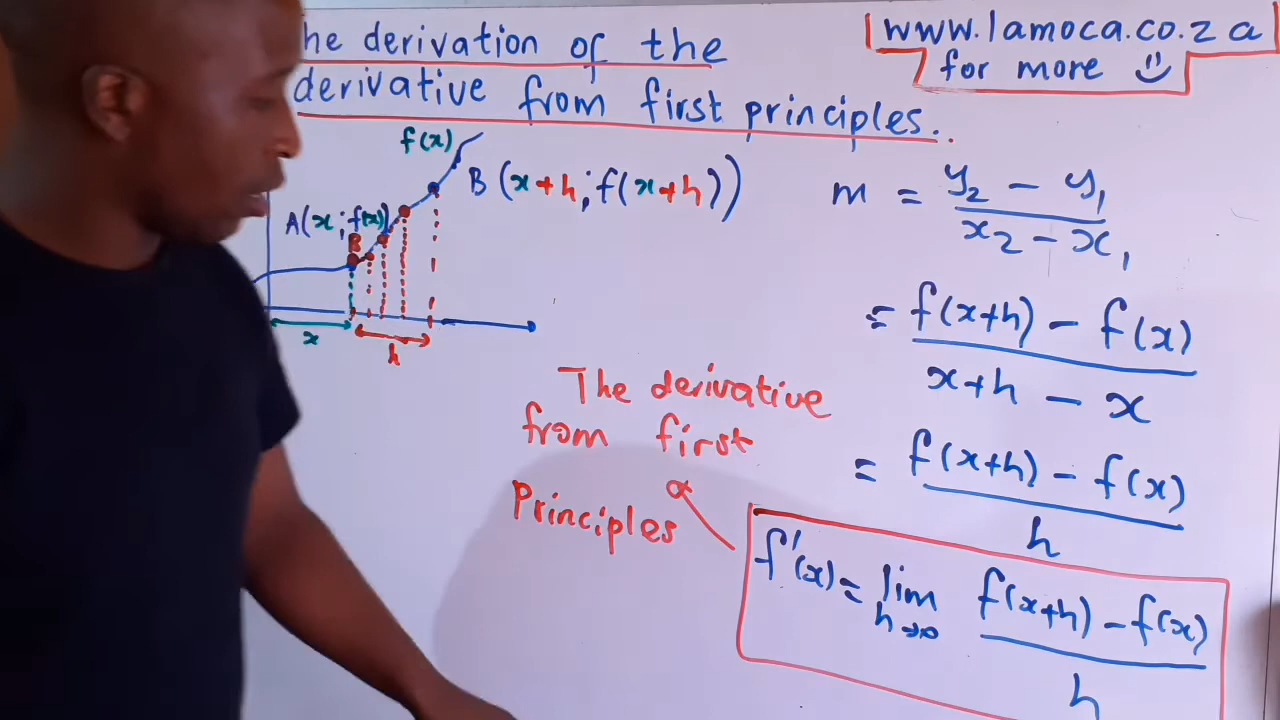 he derivation of the
derivative from first principles..
www.lamoca.co.za
for more
f(x)
B (x+h; f(x+h))
A(x; f(x))
B
x
h
m = y₂ - y₁
x₂ - x₁
= f(x+h) - f(x)
x+h - x
= f(x+h) - f(x)
h
The derivative
from first
Principles
f'(x) = lim f(x+h) - f(x)
h→0
h